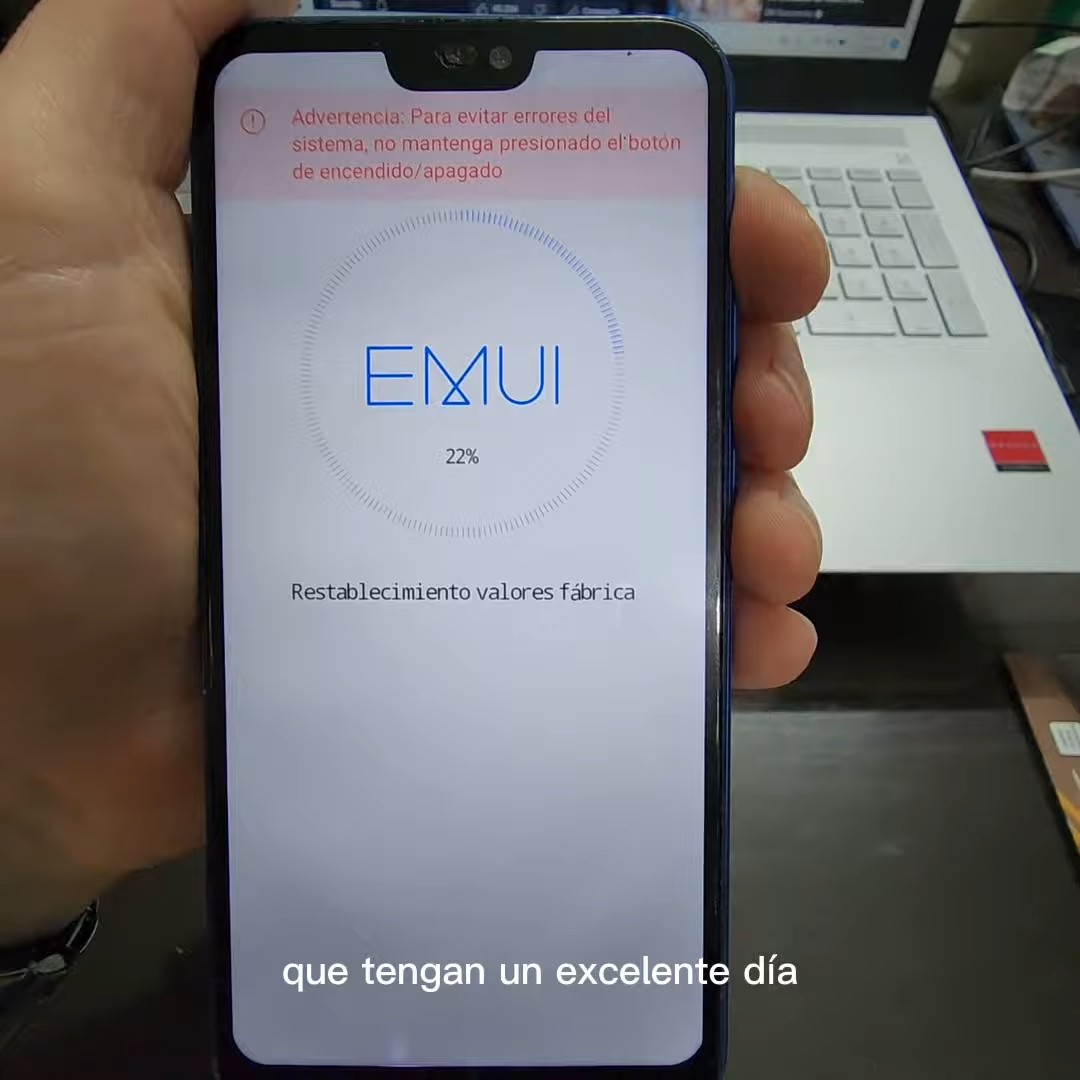 Advertencia: Para evitar errores del
sistema, no mantenga presionado el botón
de encendido/apagado
EMUI
22%
Restablecimiento valores fábrica
que tengan un excelente día